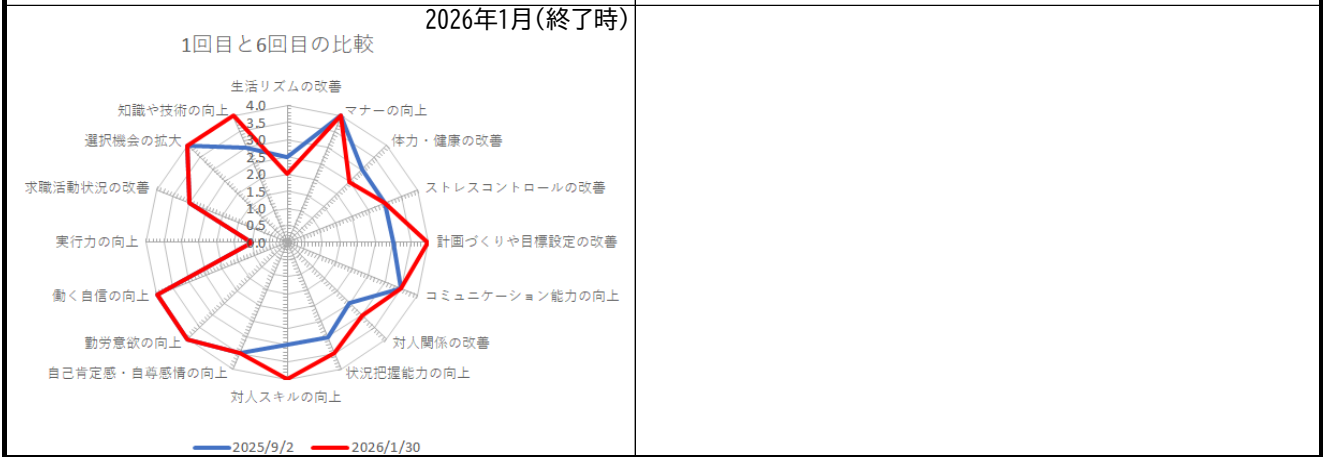 2026年1月(終了時)
1回目と6回目の比較
生活リズムの改善
マナーの向上
体力・健康の改善
ストレスコントロールの改善
計画づくりや目標設定の改善
コミュニケーション能力の向上
対人関係の改善
状況把握能力の向上
対人スキルの向上
自己肯定感・自尊感情の向上
勤労意欲の向上
働く自信の向上
実行力の向上
求職活動状況の改善
選択機会の拡大
知識や技術の向上
4.0
3.5
3.0
2.5
2.0
1.5
1.0
0.5
0.0
2025/9/2 2026/1/30